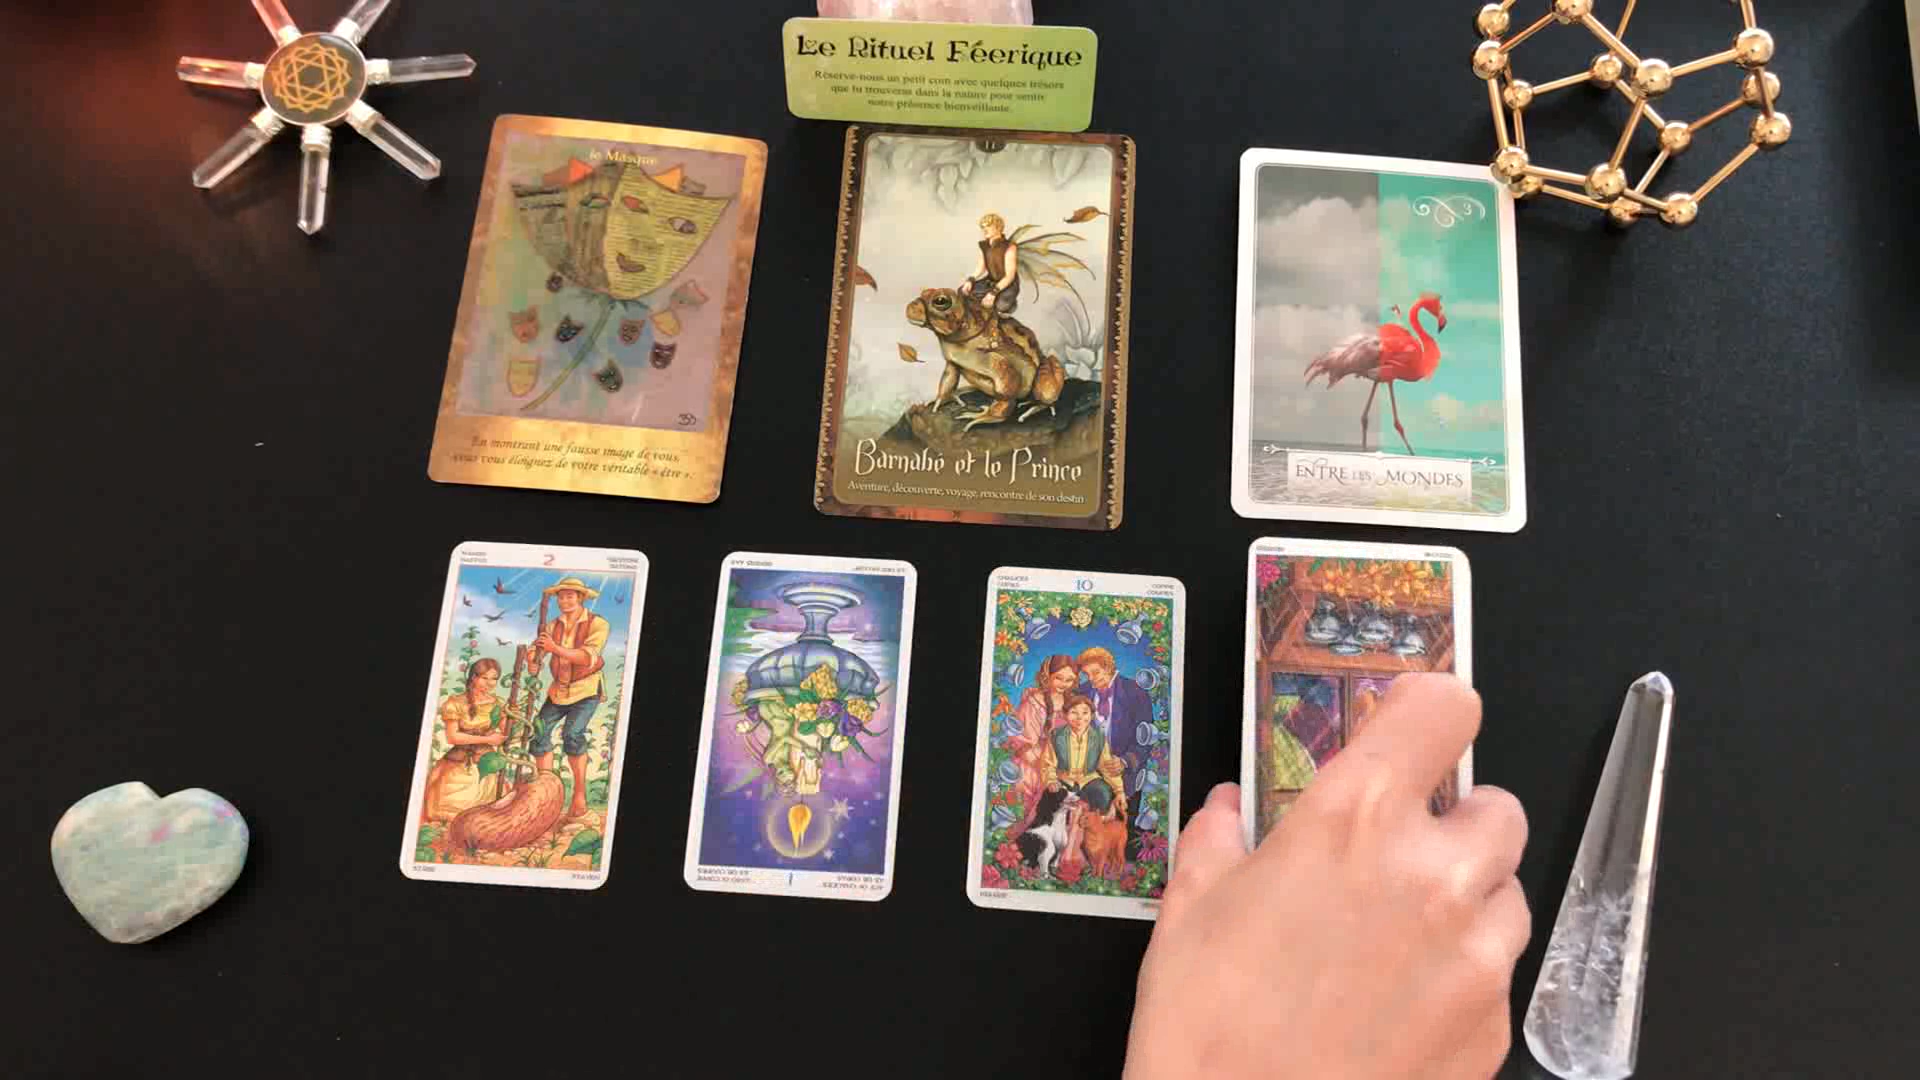 Le Rituel Féerique
Réserve-nous un petit coin avec quelques trésors
que tu trouveras dans la nature pour sentir
notre présence bienveillante.
le Masque
En montrant une fausse image de vous,
vous vous éloignez de votre véritable « être ».
11
Barnabé et le Prince
Aventure, découverte, voyage, rencontre de son destin
3
ENTRE LES MONDES
2
10